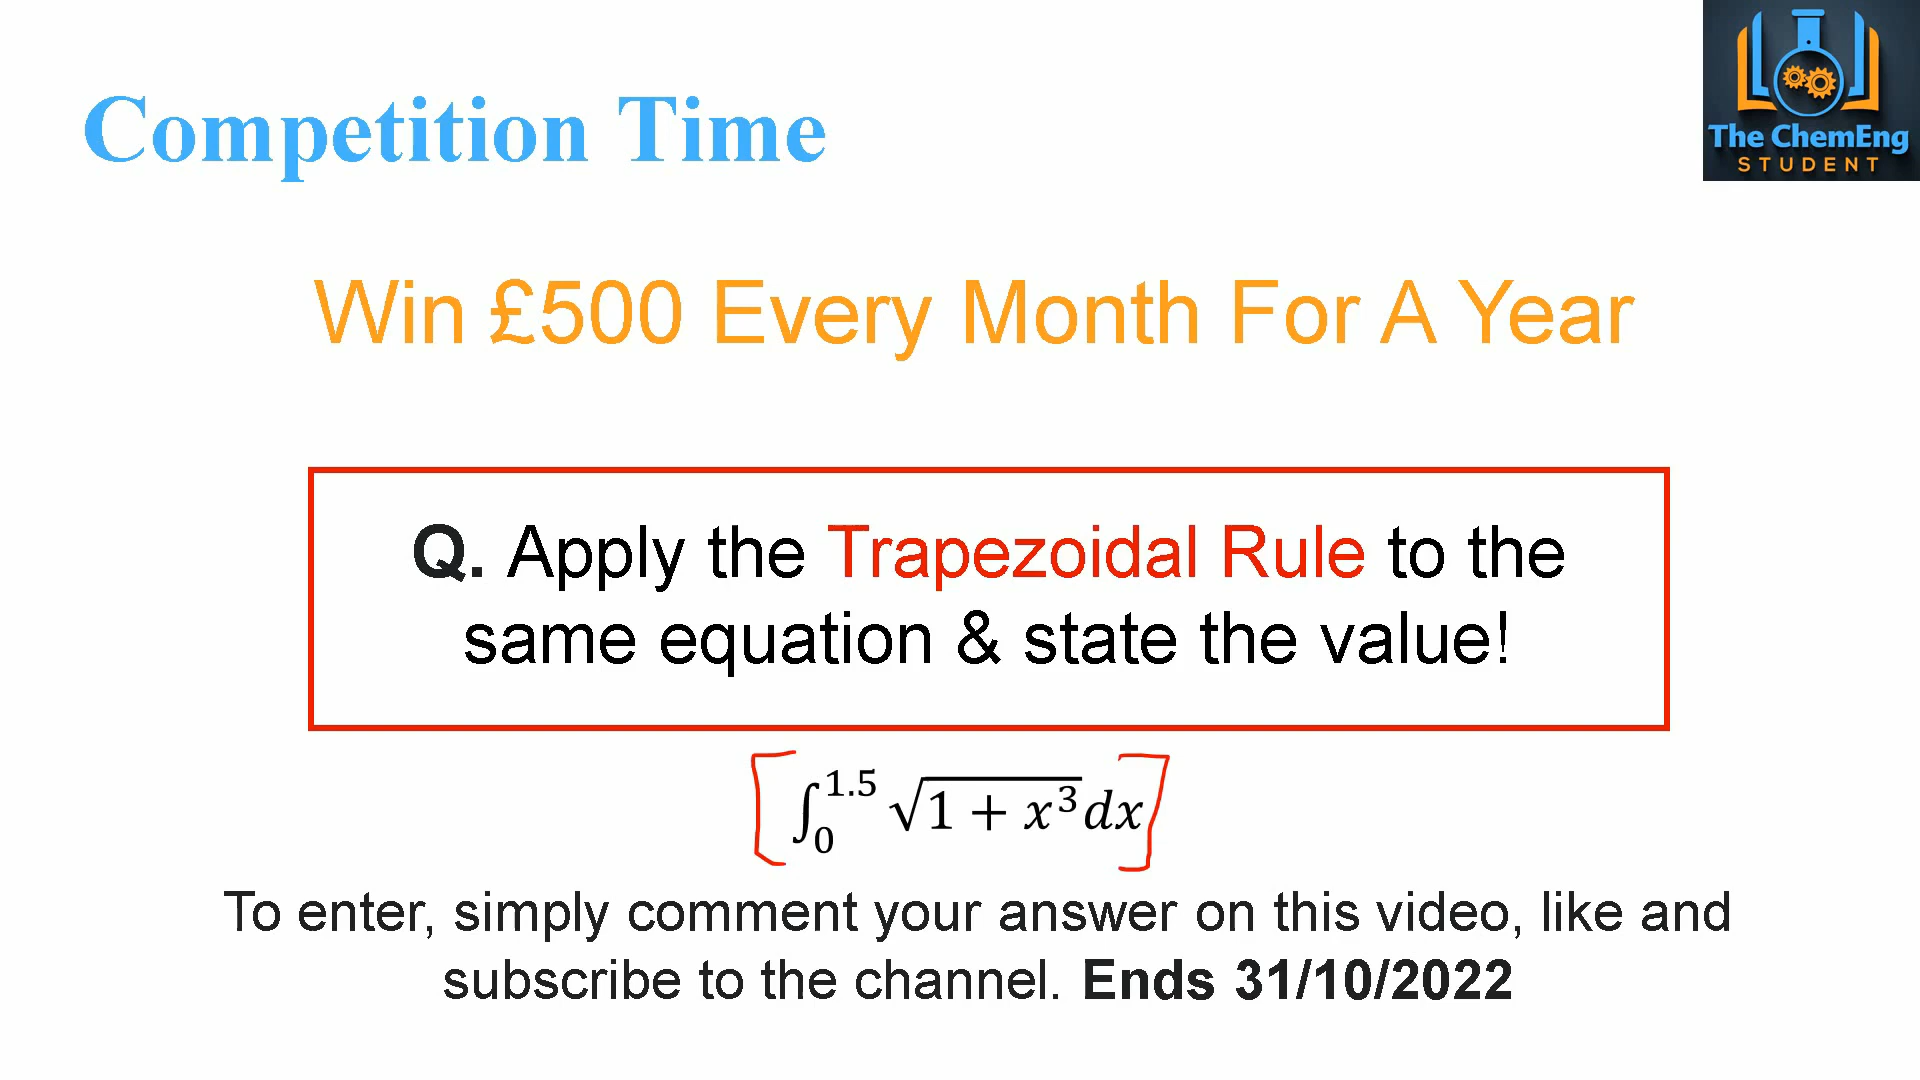 The ChemEng
STUDENT
Competition Time
Win £500 Every Month For A Year
Q. Apply the Trapezoidal Rule to the
same equation & state the value!
[∫₀^1.5 √(1 + x³) dx]
To enter, simply comment your answer on this video, like and
subscribe to the channel. Ends 31/10/2022